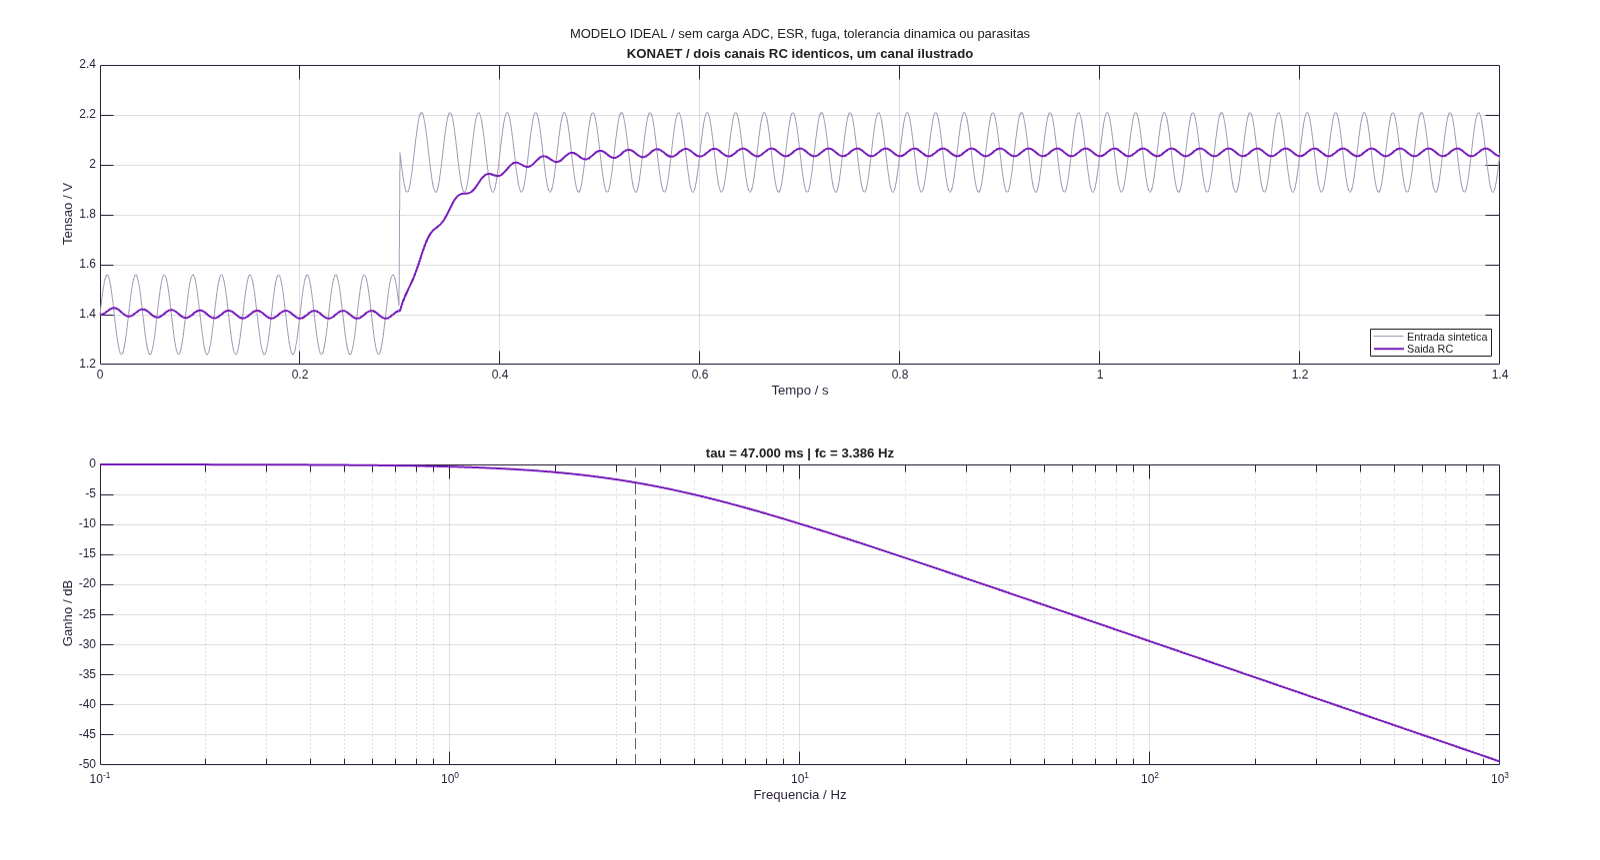 MODELO IDEAL / sem carga ADC, ESR, fuga, tolerancia dinamica ou parasitas
KONAET / dois canais RC identicos, um canal ilustrado
2.4
2.2
2
1.8
1.6
1.4
1.2
Tensao / V
Entrada sintetica
Saida RC
0 0.2 0.4 0.6 0.8 1 1.2 1.4
Tempo / s
tau = 47.000 ms | fc = 3.386 Hz
0
-5
-10
-15
-20
-25
-30
-35
-40
-45
-50
Ganho / dB
10-1 100 101 102 103
Frequencia / Hz